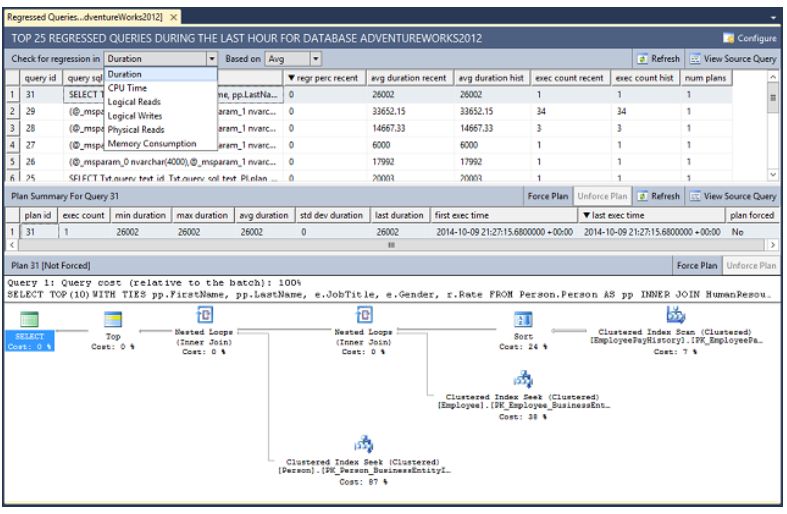 Regressed Queries...dventureWorks2012]
TOP 25 REGRESSED QUERIES DURING THE LAST HOUR FOR DATABASE ADVENTUREWORKS2012 Configure
Check for regression in Duration Based on Avg Refresh View Source Query
query id query sql regr perc recent avg duration recent avg duration hist exec count recent exec count hist num plans
Duration
CPU Time
Logical Reads
Logical Writes
Physical Reads
Memory Consumption
1 31 SELECT T me, pp.LastNa... 0 26002 26002 1 1 1
2 29 (@_mspa aram_1 nvarc... 0 33652.15 33652.15 34 34 1
3 28 (@_mspa aram_1 nvarc... 0 14667.33 14667.33 3 3 1
4 27 (@_mspa aram_1 nvarc... 0 6000 6000 1 1 1
5 26 (@_msparam_0 nvarchar(4000),@_msparam_1 nvarc... 0 17992 17992 1 1 1
6 25 SELECT Txt.query_text_id, Txt.query_sql_text, Pl.plan_... 0 20003 20003 1 1 1
Plan Summary For Query 31 Force Plan Unforce Plan Refresh View Source Query
plan id exec count min duration max duration avg duration std dev duration last duration first exec time last exec time plan forced
1 31 1 26002 26002 26002 0 26002 2014-10-09 21:27:15.6800000 +00:00 2014-10-09 21:27:15.6800000 +00:00 No
Plan 31 [Not Forced] Force Plan Unforce Plan
Query 1: Query cost (relative to the batch): 100%
SELECT TOP(10) WITH TIES pp.FirstName, pp.LastName, e.JobTitle, e.Gender, r.Rate FROM Person.Person AS pp INNER JOIN HumanResou...
SELECT
Cost: 0 %
Top
Cost: 0 %
Nested Loops
(Inner Join)
Cost: 0 %
Nested Loops
(Inner Join)
Cost: 0 %
Sort
Cost: 24 %
Clustered Index Scan (Clustered)
[EmployeePayHistory].[PK_EmployeePa...
Cost: 7 %
Clustered Index Seek (Clustered)
[Employee].[PK_Employee_BusinessEnt...
Cost: 38 %
Clustered Index Seek (Clustered)
[Person].[PK_Person_BusinessEntityI...
Cost: 87 %